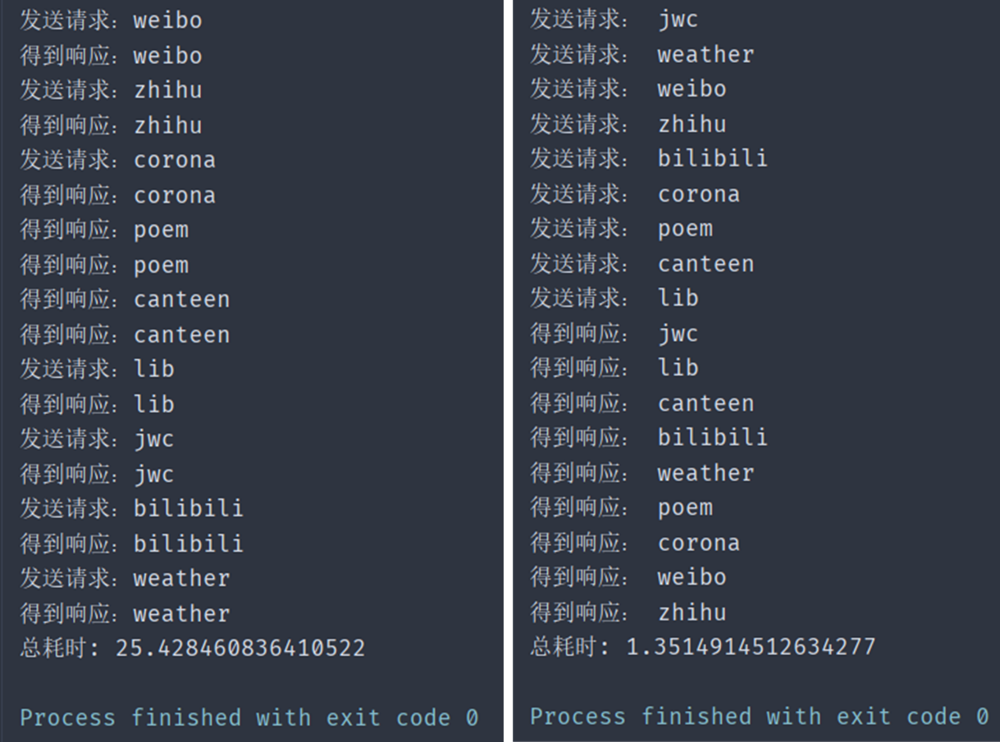 发送请求：weibo
得到响应：weibo
发送请求：zhihu
得到响应：zhihu
发送请求：corona
得到响应：corona
得到响应：poem
得到响应：poem
得到响应：canteen
得到响应：canteen
发送请求：lib
得到响应：lib
发送请求：jwc
得到响应：jwc
发送请求：bilibili
得到响应：bilibili
发送请求：weather
得到响应：weather
总耗时: 25.428460836410522
Process finished with exit code 0
发送请求： jwc
发送请求： weather
发送请求： weibo
发送请求： zhihu
发送请求： bilibili
发送请求： corona
发送请求： poem
发送请求： canteen
发送请求： lib
得到响应： jwc
得到响应： lib
得到响应： canteen
得到响应： bilibili
得到响应： weather
得到响应： poem
得到响应： corona
得到响应： weibo
得到响应： zhihu
总耗时: 1.3514914512634277
Process finished with exit code 0